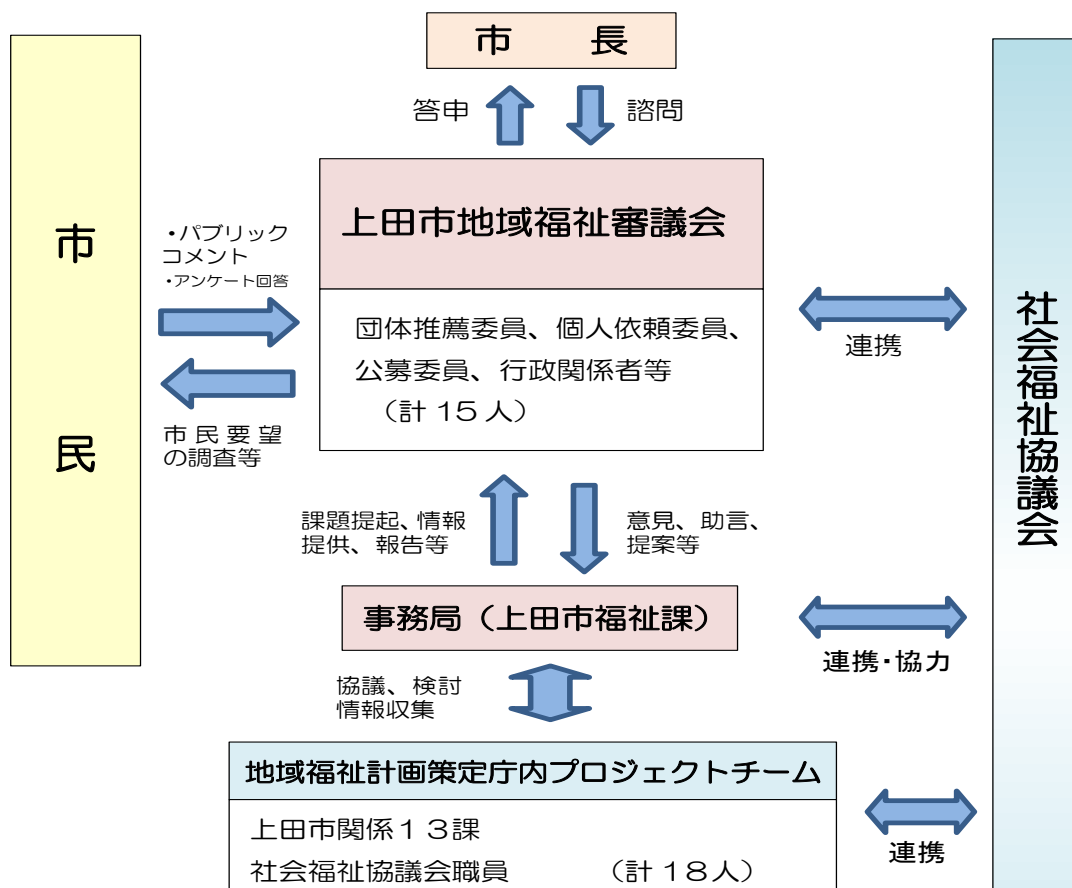 市 長
答申
諮問
市民
・パブリック
コメント
・アンケート回答
市民要望
の調査等
上田市地域福祉審議会
団体推薦委員、個人依頼委員、
公募委員、行政関係者等
（計１５人）
連携
社会福祉協議会
課題提起、情報
提供、報告等
意見、助言、
提案等
事務局（上田市福祉課）
連携・協力
協議、検討
情報収集
地域福祉計画策定庁内プロジェクトチーム
上田市関係１３課
社会福祉協議会職員 （計１８人）
連携